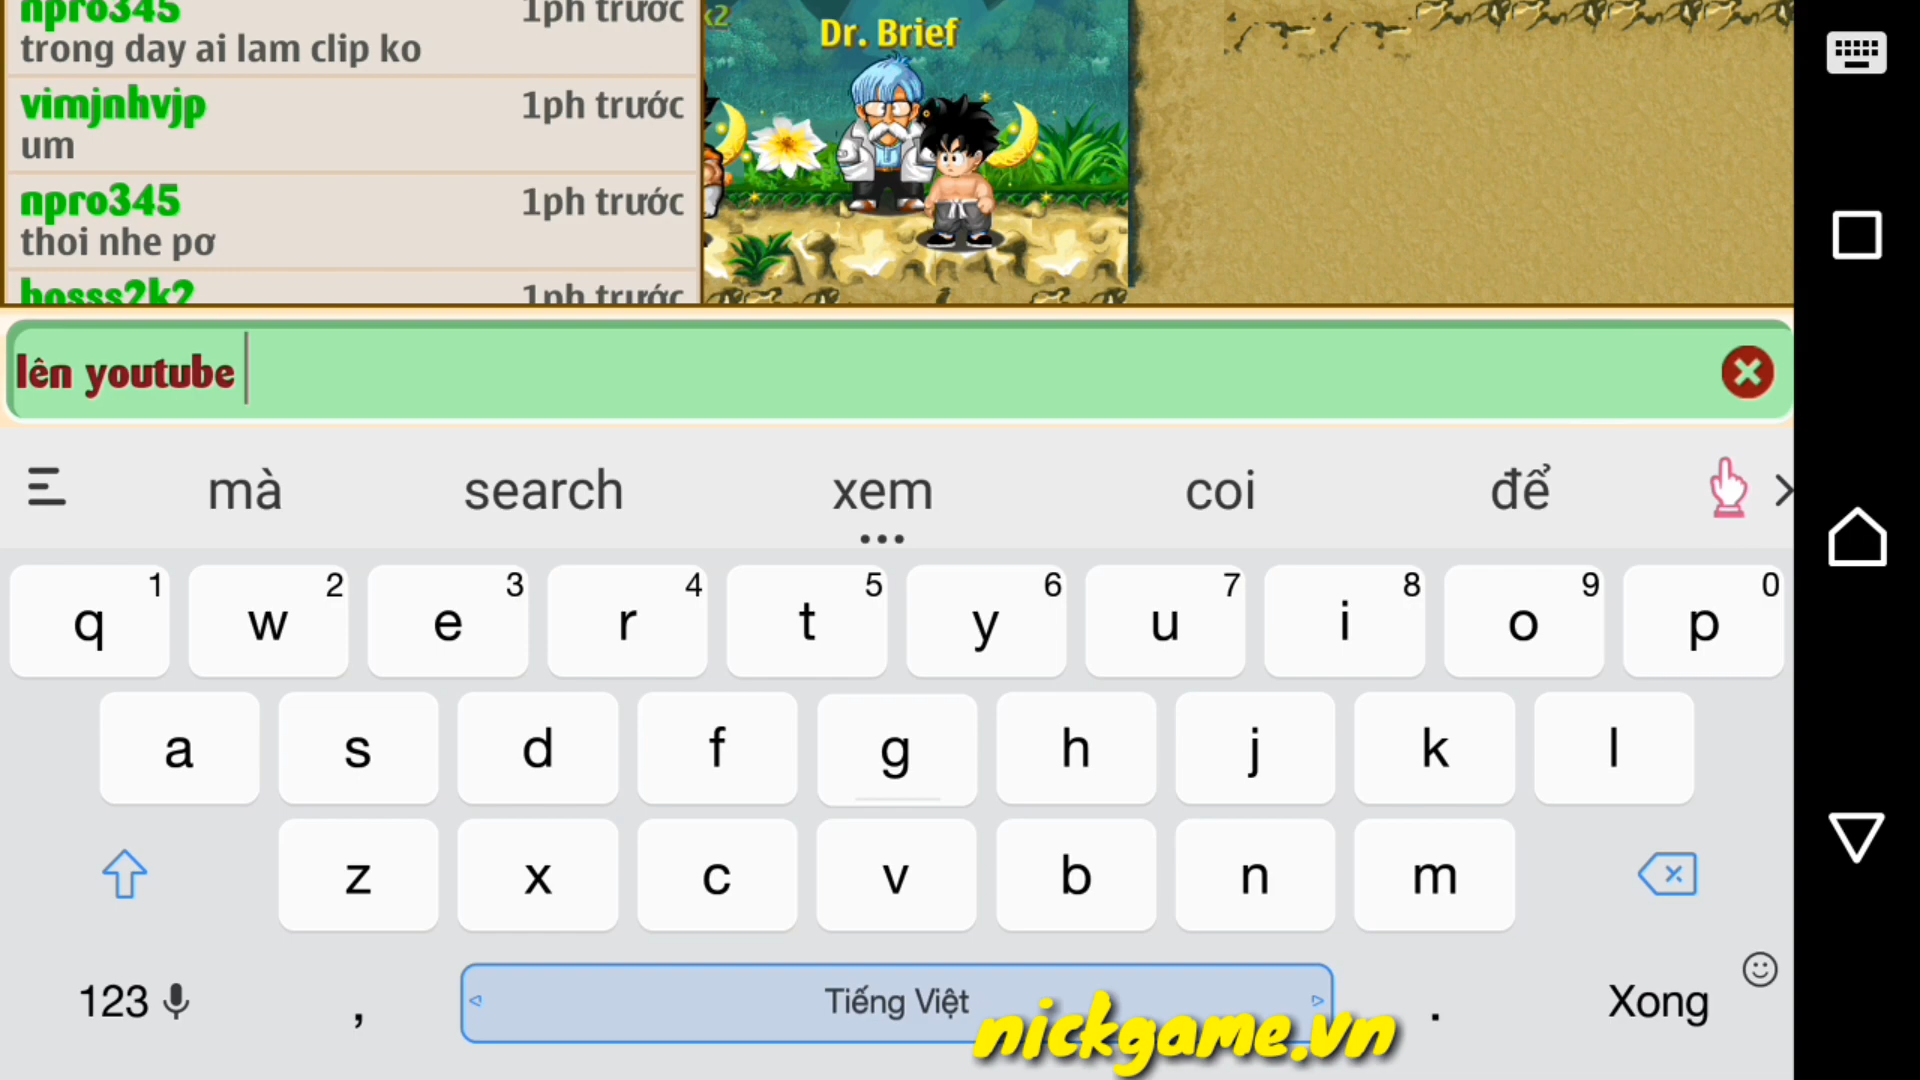 npro345 1ph trước
trong day ai lam clip ko
vimjnhvjp 1ph trước
um
npro345 1ph trước
thoi nhe pơ
bosss2k2 1ph trước
k2
Dr. Brief
lên youtube
mà search xem coi để
q 1 w 2 e 3 r 4 t 5 y 6 u 7 i 8 o 9 p 0
a s d f g h j k l
z x c v b n m
123 , Tiếng Việt . Xong
nickgame.vn